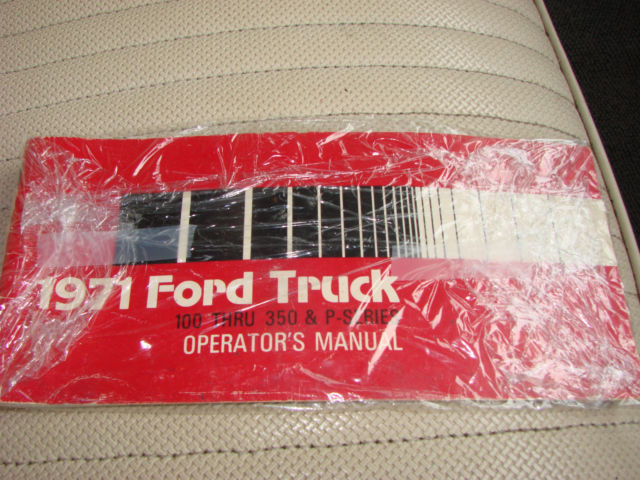 1971 Ford Truck
100 THRU 350 & P-SERIES
OPERATOR'S MANUAL